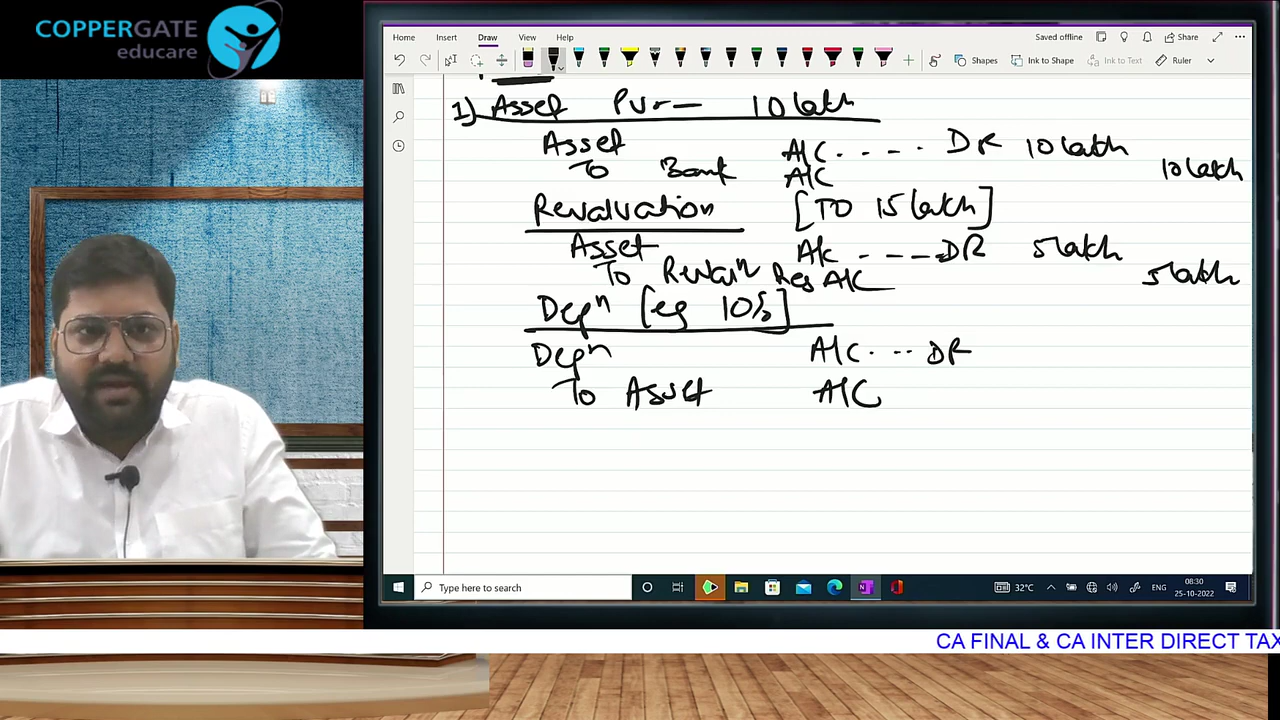 COPPERGATE
educare
Home Insert Draw View Help
Saved offline
Share
Ink to Shape
Shapes
Ink to Text
Ruler
1) Asset Pur 10 lakh
Asset A/C. - - - . DR 10 lakh
To Bank A/C 10 lakh
Revaluation [TO 15 lakh]
Asset A/c - - - - DR 5 lakh
To Revaln Res A/C 5 lakh
Depn [eg 10%]
Depn A/C. - - DR
To Asset A/C
Type here to search
32°C
ENG
08:30
25-10-2022
CA FINAL & CA INTER DIRECT TAX